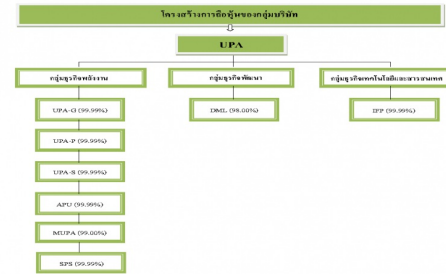 โครงสร้างการถือหุ้นของกลุ่มบริษัท
UPA
กลุ่มธุรกิจพลังงาน
กลุ่มธุรกิจพัฒนา
กลุ่มธุรกิจเทคโนโลยีและสารสนเทศ
UPA-G (99.99%)
DML (98.00%)
IPP (99.99%)
UPA-P (99.99%)
UPA-S (99.99%)
APU (99.99%)
MUPA (99.00%)
SPS (99.99%)